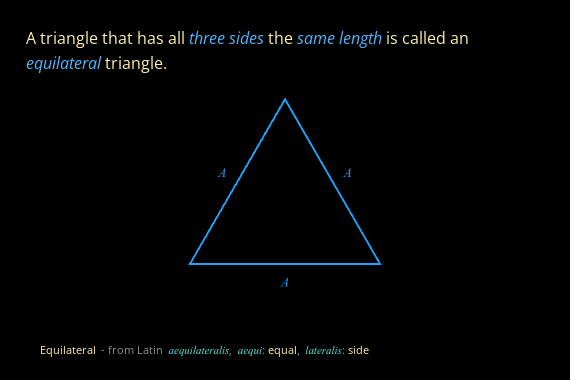 A triangle that has all three sides the same length is called an
equilateral triangle.
A A
A
Equilateral - from Latin aequilateralis, aequi: equal, lateralis: side